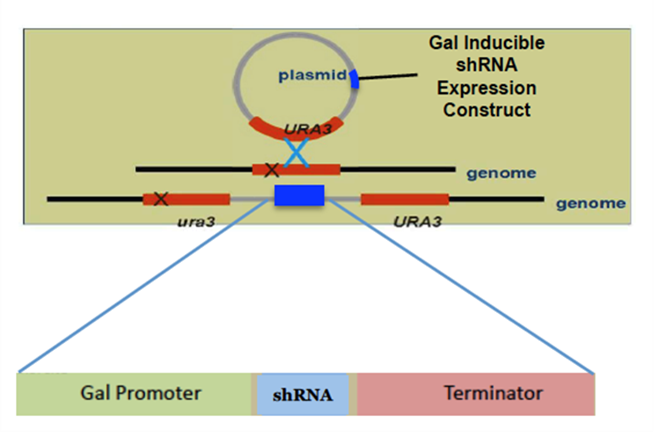 Gal Inducible
shRNA
Expression
Construct
plasmid
URA3
X
genome
X
genome
ura3
URA3
Gal Promoter
shRNA
Terminator